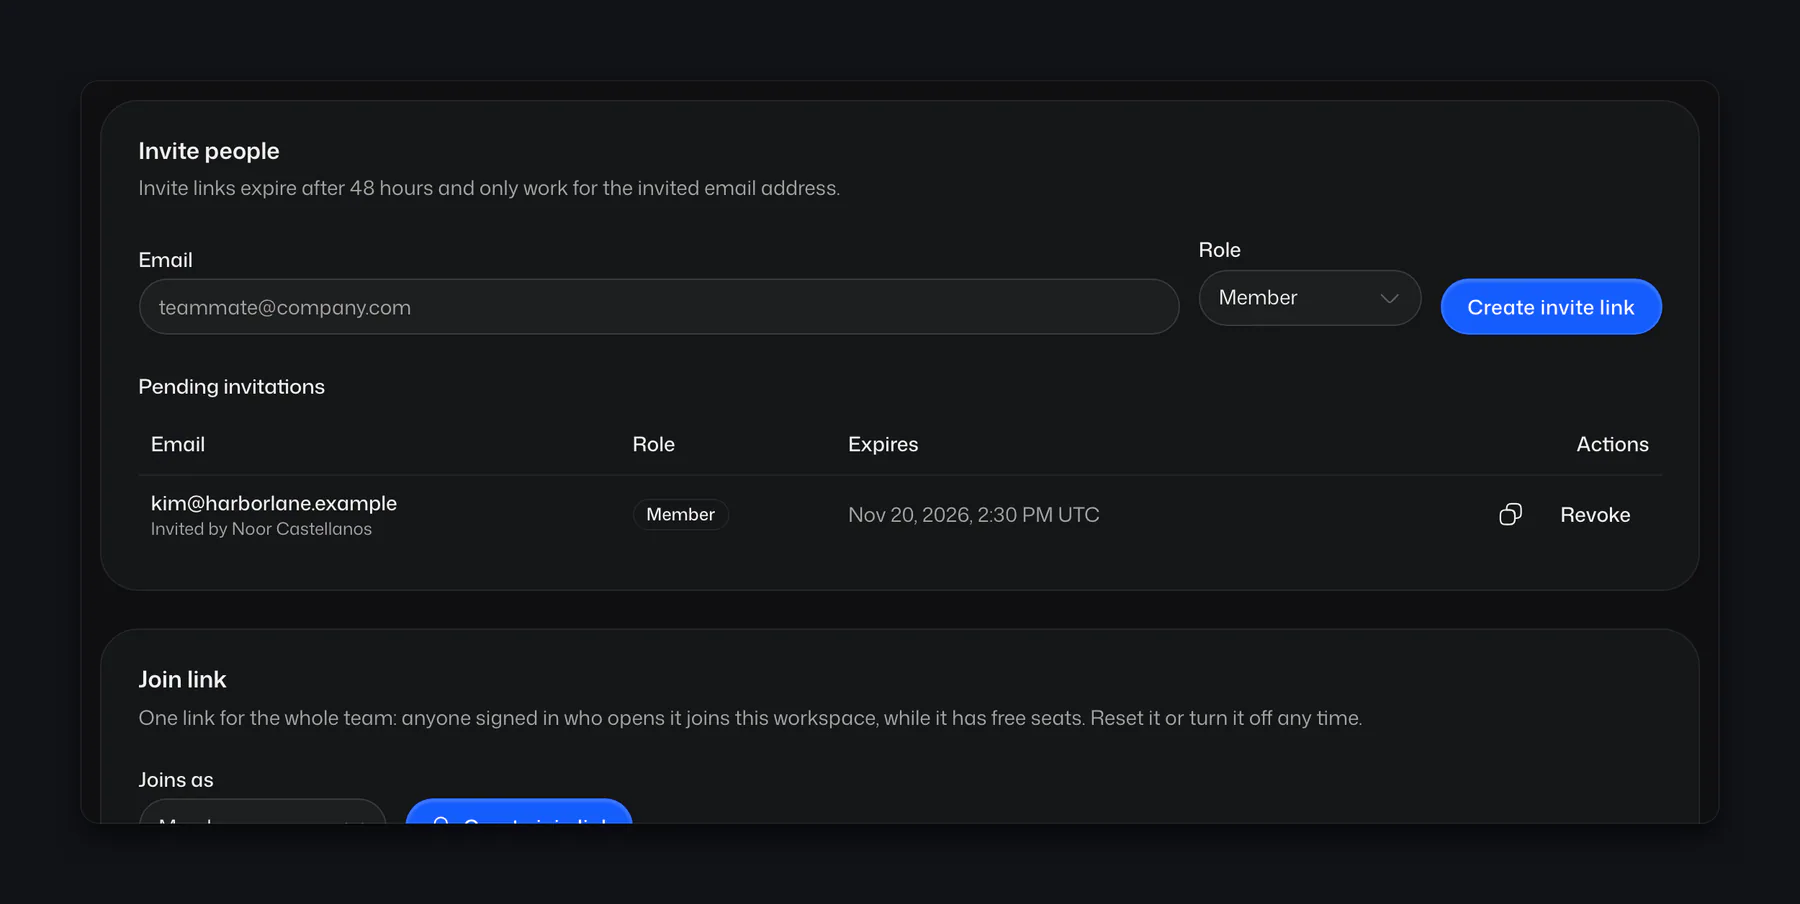 Invite people
Invite links expire after 48 hours and only work for the invited email address.
Email
Role
teammate@company.com
Member
Create invite link
Pending invitations
Email Role Expires Actions
kim@harborlane.example
Invited by Noor Castellanos
Member
Nov 20, 2026, 2:30 PM UTC
Revoke
Join link
One link for the whole team: anyone signed in who opens it joins this workspace, while it has free seats. Reset it or turn it off any time.
Joins as